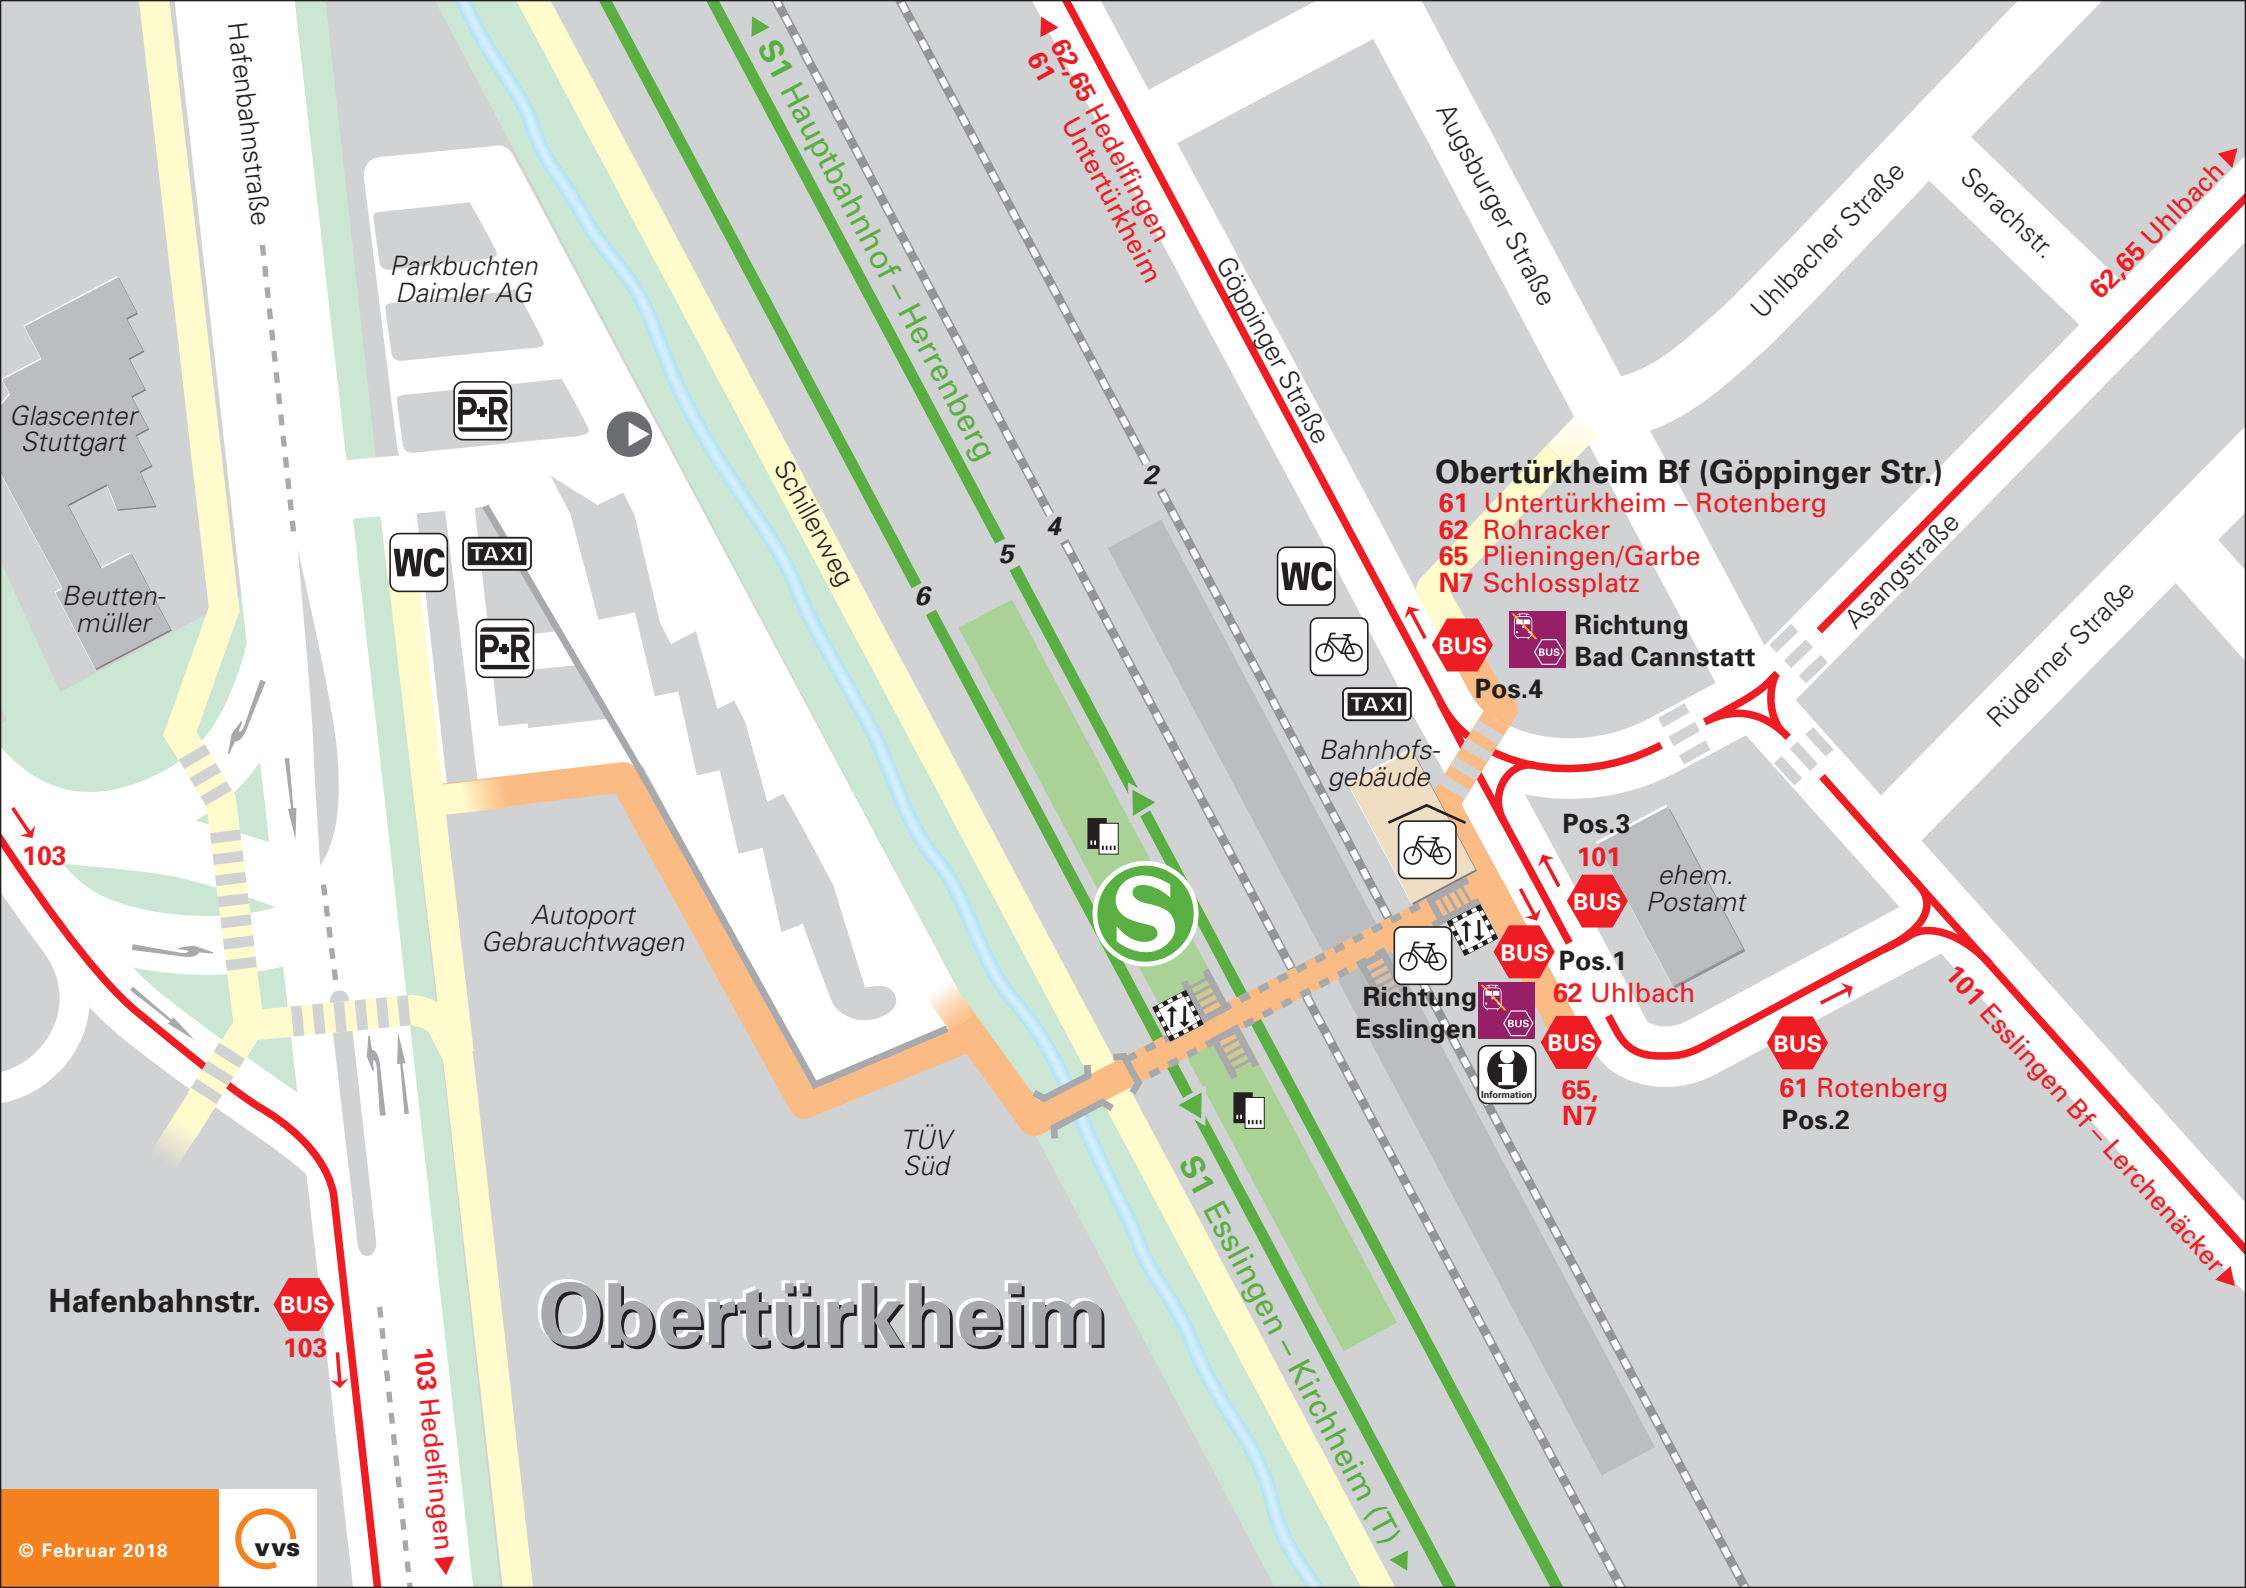 Hafenbahnstraße
S1 Hauptbahnhof – Herrenberg
62,65 Hedelfingen
61 Untertürkheim
Augsburger Straße
Uhlbacher Straße
Serachstr.
62,65 Uhlbach
Parkbuchten
Daimler AG
Göppinger Straße
P+R
Glascenter
Stuttgart
Schillerweg
2
4
5
6
Obertürkheim Bf (Göppinger Str.)
61 Untertürkheim – Rotenberg
62 Rohracker
65 Plieningen/Garbe
N7 Schlossplatz
Asangstraße
Rüderner Straße
WC
TAXI
P+R
WC
TAXI
Beutten-
müller
BUS
BUS
Richtung
Bad Cannstatt
Pos.4
Bahnhofs-
gebäude
103
Pos.3
101
BUS
ehem.
Postamt
Autoport
Gebrauchtwagen
S
BUS
Pos.1
62 Uhlbach
Richtung
Esslingen
BUS
BUS
65,
N7
i
Information
BUS
61 Rotenberg
Pos.2
101 Esslingen Bf – Lerchenäcker
TÜV
Süd
S1 Esslingen – Kirchheim (T)
Hafenbahnstr.
BUS
103
103 Hedelfingen
Obertürkheim
© Februar 2018
vvs